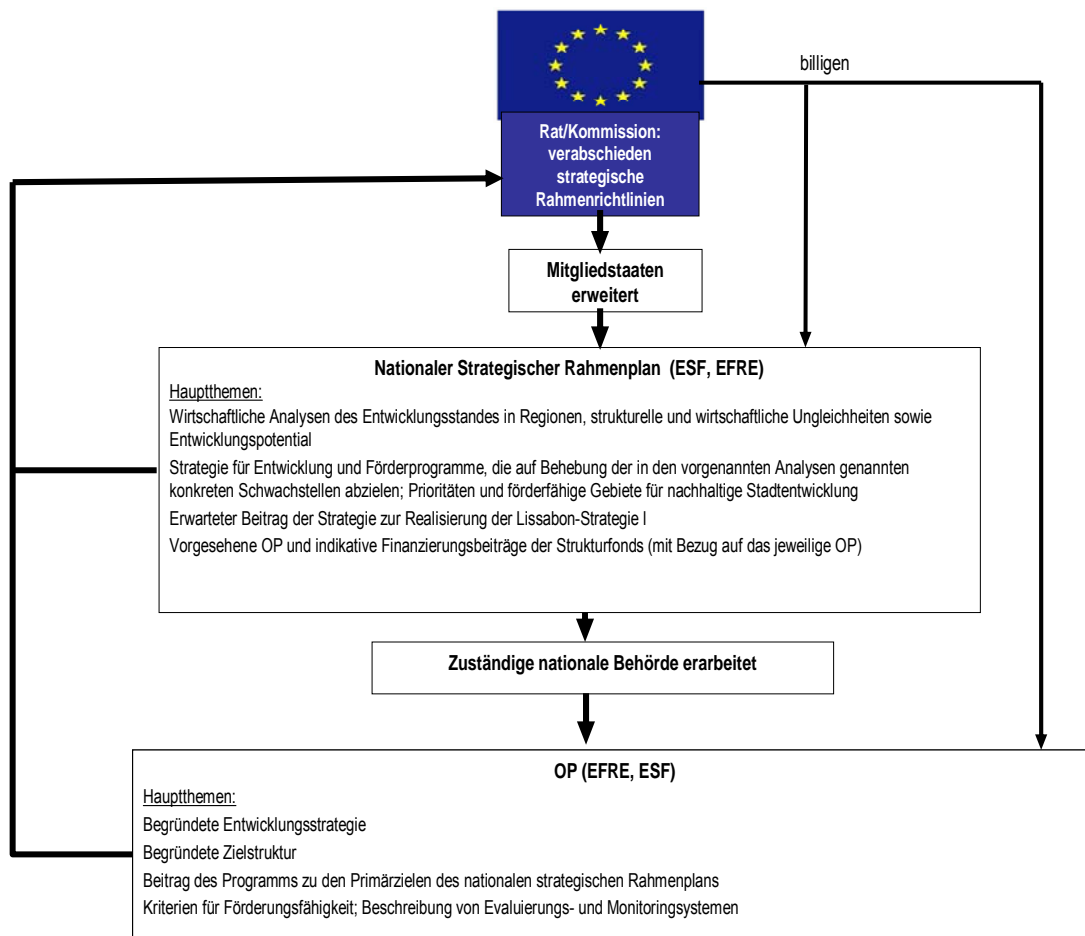 billigen
Rat/Kommission:
verabschieden
strategische
Rahmenrichtlinien
Mitgliedstaaten
erweitert
Nationaler Strategischer Rahmenplan (ESF, EFRE)
Hauptthemen:
Wirtschaftliche Analysen des Entwicklungsstandes in Regionen, strukturelle und wirtschaftliche Ungleichheiten sowie
Entwicklungspotential
Strategie für Entwicklung und Förderprogramme, die auf Behebung der in den vorgenannten Analysen genannten
konkreten Schwachstellen abzielen; Prioritäten und förderfähige Gebiete für nachhaltige Stadtentwicklung
Erwarteter Beitrag der Strategie zur Realisierung der Lissabon-Strategie l
Vorgesehene OP und indikative Finanzierungsbeiträge der Strukturfonds (mit Bezug auf das jeweilige OP)
Zuständige nationale Behörde erarbeitet
OP (EFRE, ESF)
Hauptthemen:
Begründete Entwicklungsstrategie
Begründete Zielstruktur
Beitrag des Programms zu den Primärzielen des nationalen strategischen Rahmenplans
Kriterien für Förderungsfähigkeit; Beschreibung von Evaluierungs- und Monitoringsystemen